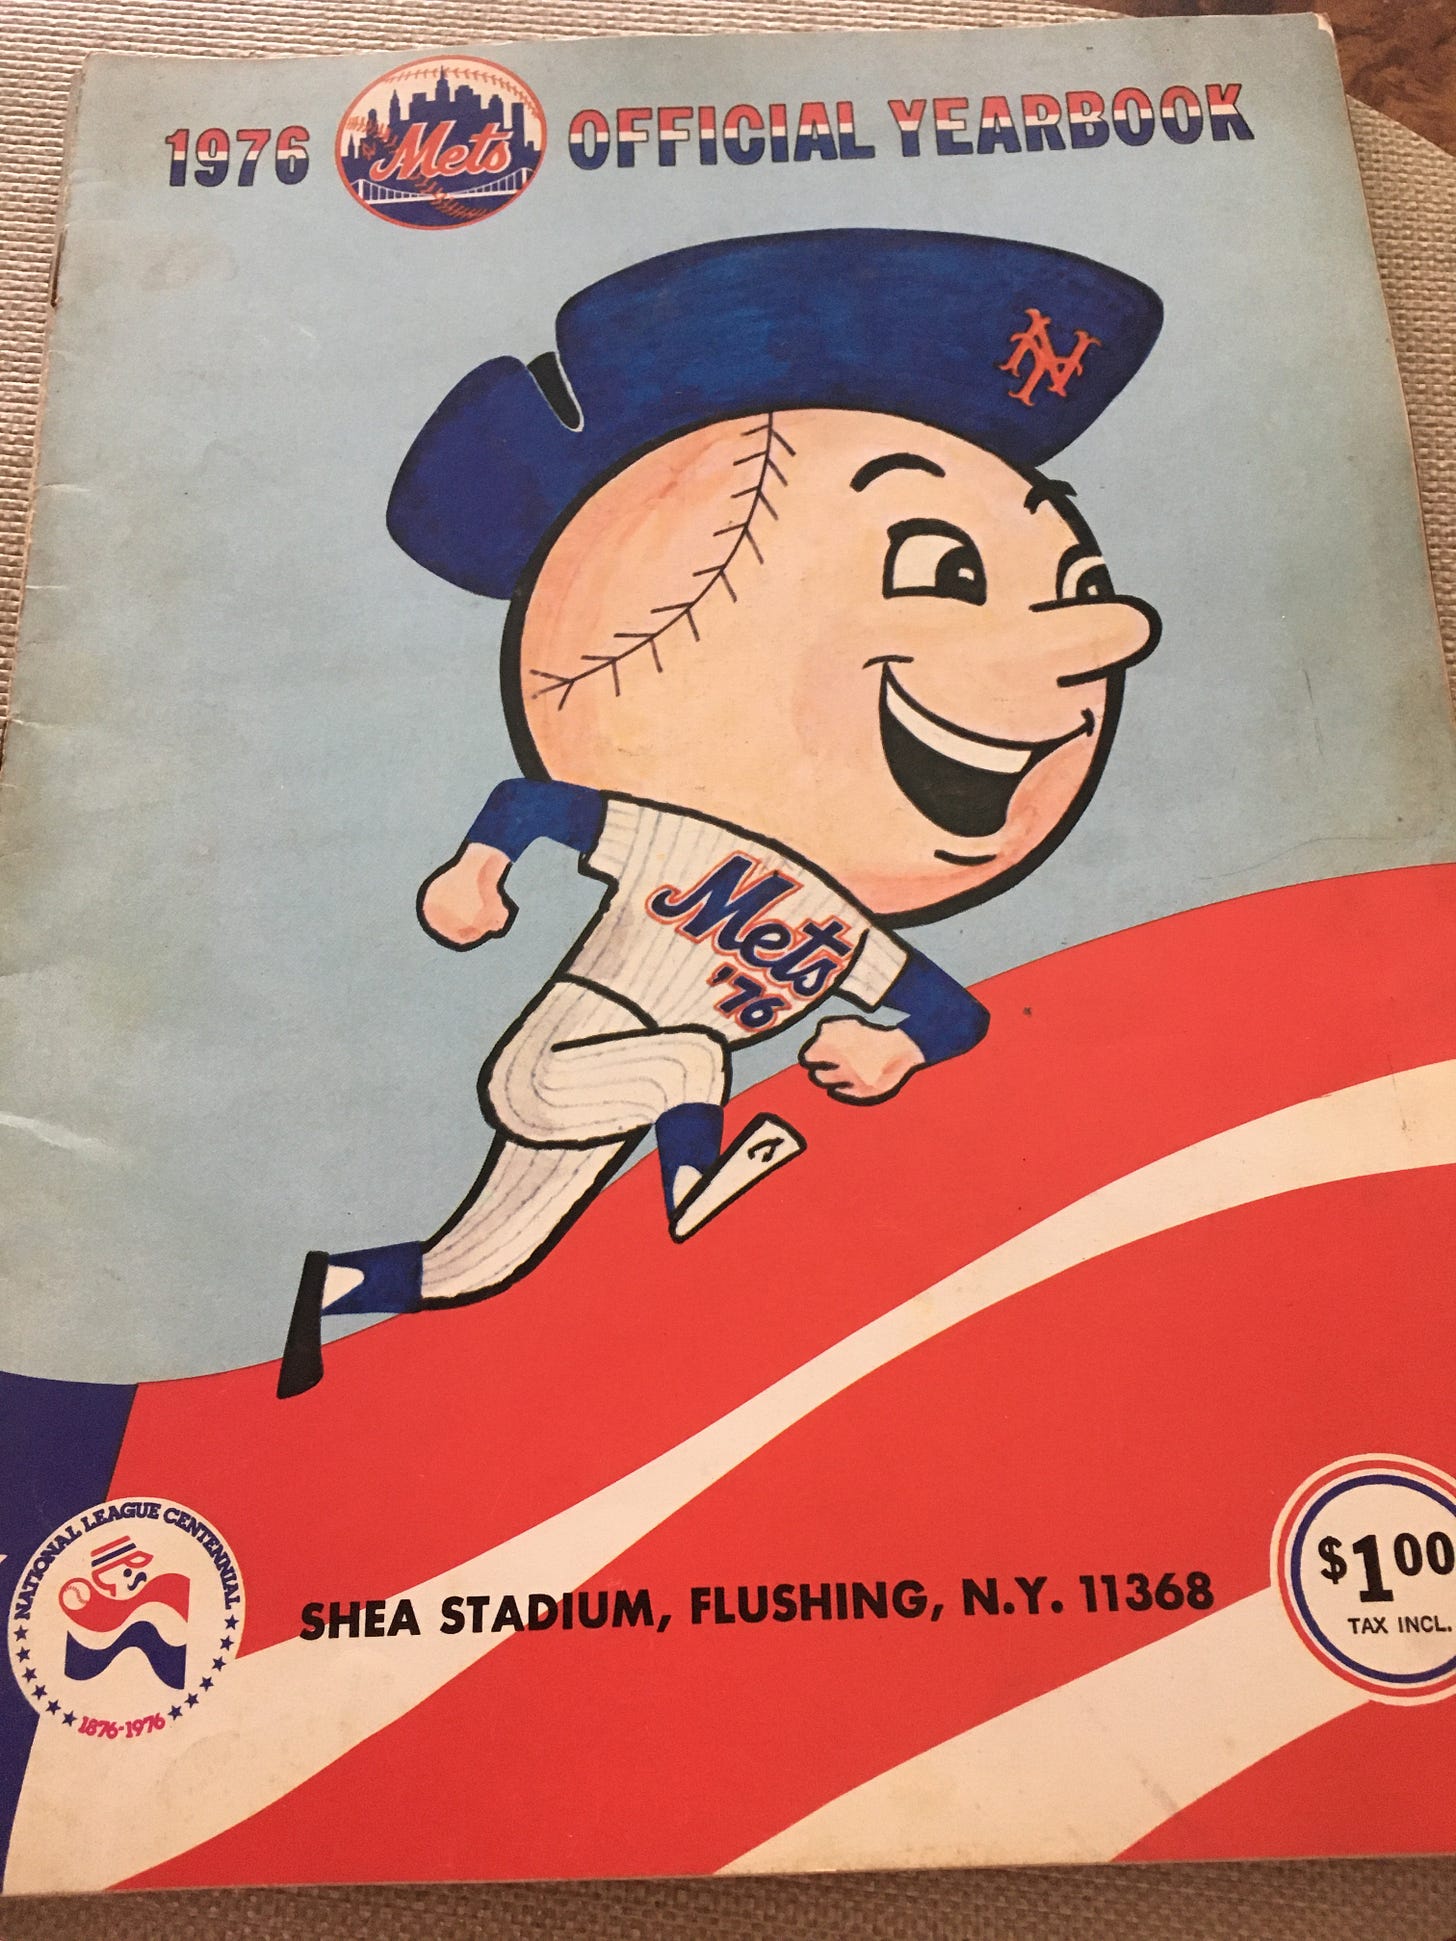 1976 Mets OFFICIAL YEARBOOK
NY
Mets
'76
NATIONAL LEAGUE CENTENNIAL
1876-1976
SHEA STADIUM, FLUSHING, N.Y. 11368
$1.00
TAX INCL.